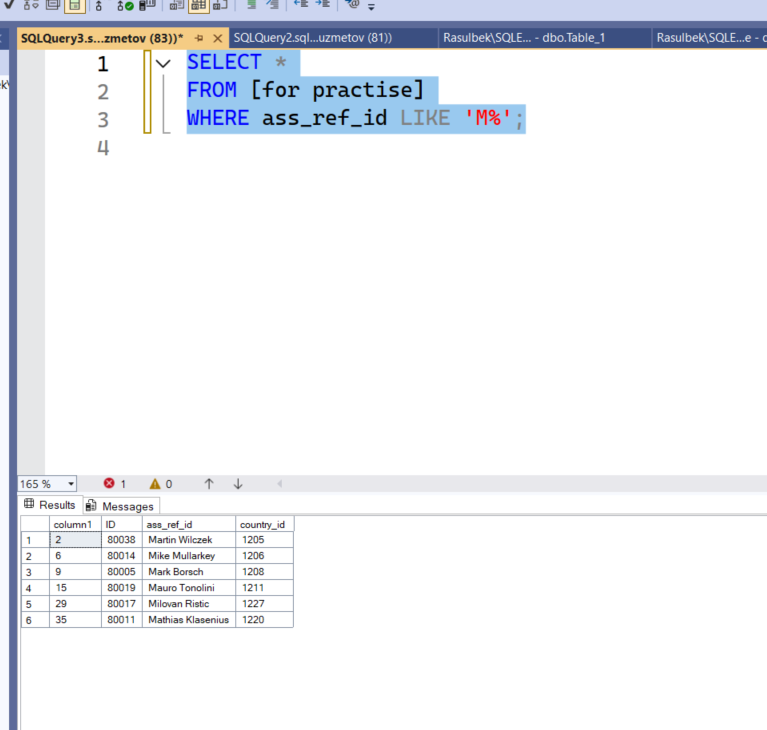 SQLQuery3.s...zmetov (83))* SQLQuery2.sql...uzmetov (81)) Rasulbek\SQLE... - dbo.Table_1 Rasulbek\SQLE...e - d
1 SELECT *
2 FROM [for practise]
3 WHERE ass_ref_id LIKE 'M%';
4
165 % 1 0
Results Messages
column1 ID ass_ref_id country_id
1 2 80038 Martin Wilczek 1205
2 6 80014 Mike Mullarkey 1206
3 9 80005 Mark Borsch 1208
4 15 80019 Mauro Tonolini 1211
5 29 80017 Milovan Ristic 1227
6 35 80011 Mathias Klasenius 1220